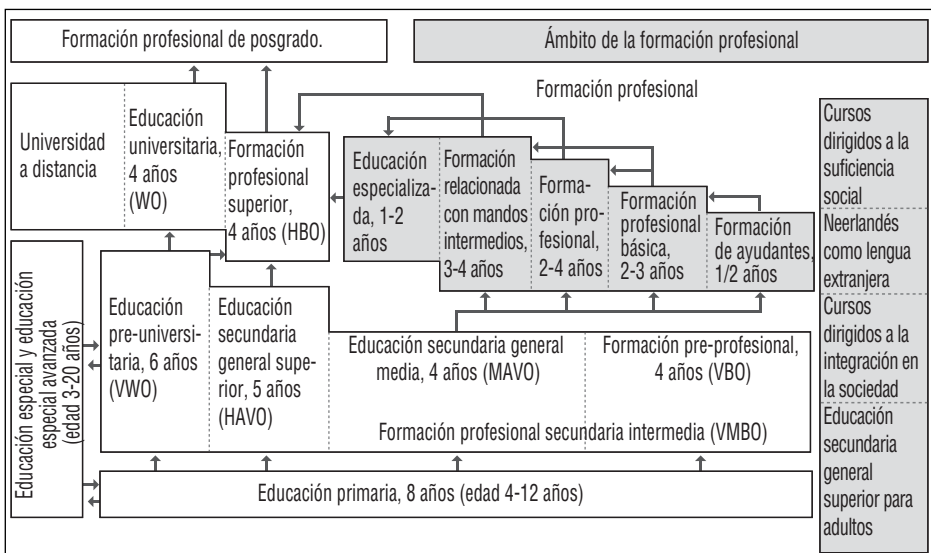 Formación profesional de posgrado.
Ámbito de la formación profesional
Formación profesional
Universidad
a distancia
Educación
universitaria,
4 años
(WO)
Formación
profesional
superior,
4 años (HBO)
Educación
especializa-
da, 1-2
años
Formación
relacionada
con mandos
intermedios,
3-4 años
Forma-
ción pro-
fesional,
2-4 años
Formación
profesional
básica,
2-3 años
Formación
de ayudantes,
1/2 años
Cursos
dirigidos a la
suficiencia
social
Neerlandés
como lengua
extranjera
Cursos
dirigidos a la
integración en
la sociedad
Educación
secundaria
general
superior para
adultos
Educación especial y educación
especial avanzada
(edad 3-20 años)
Educación
pre-universi-
taria, 6 años
(VWO)
Educación
secundaria
general supe-
rior, 5 años
(HAVO)
Educación secundaria general
media, 4 años (MAVO)
Formación pre-profesional,
4 años (VBO)
Formación profesional secundaria intermedia (VMBO)
Educación primaria, 8 años (edad 4-12 años)